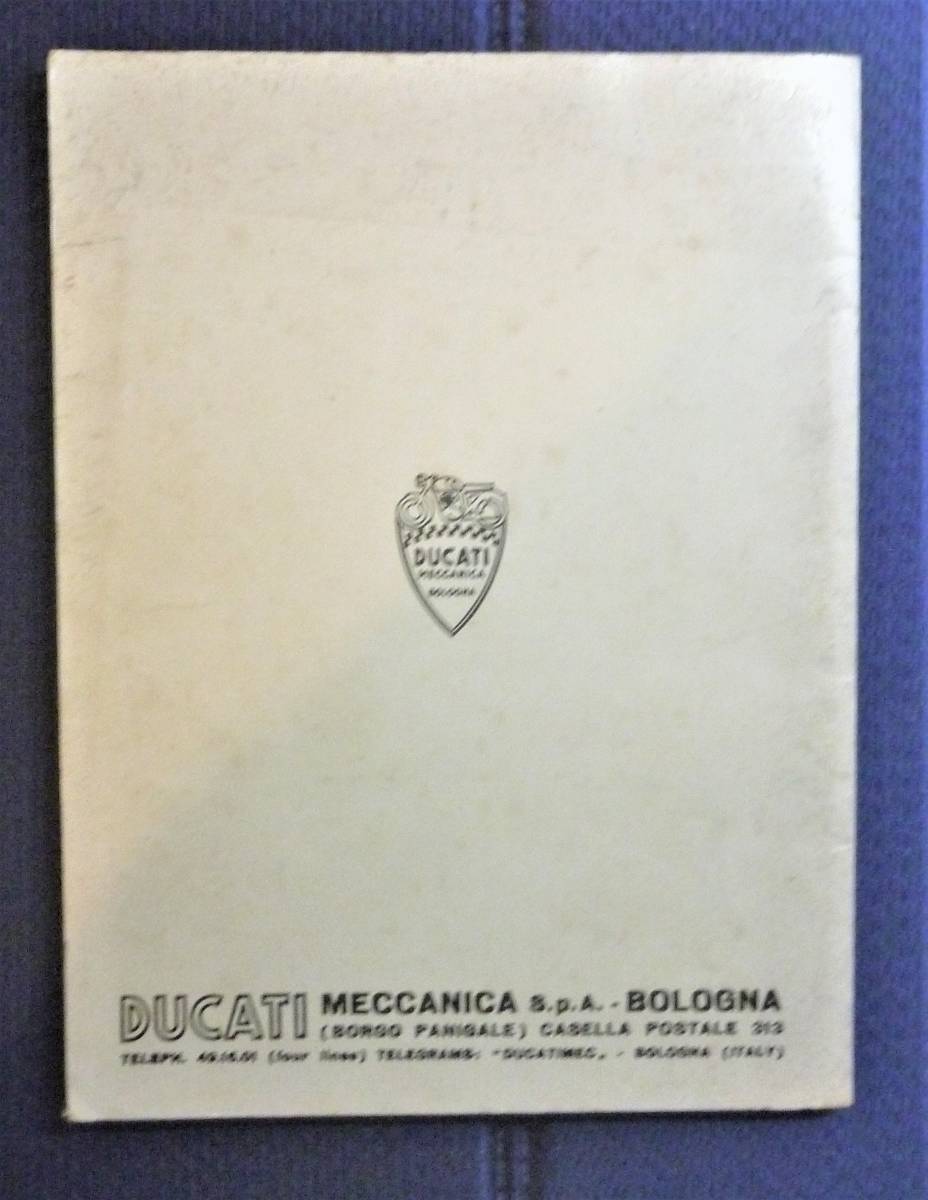 DUCATI
MECCANICA
BOLOGNA
DUCATI MECCANICA S.p.A. - BOLOGNA
(BORGO PANIGALE) CASELLA POSTALE 313
TELEPH. 49.16.01 (four lines) TELEGRAMS: "DUCATIMEC„ - BOLOGNA (ITALY)